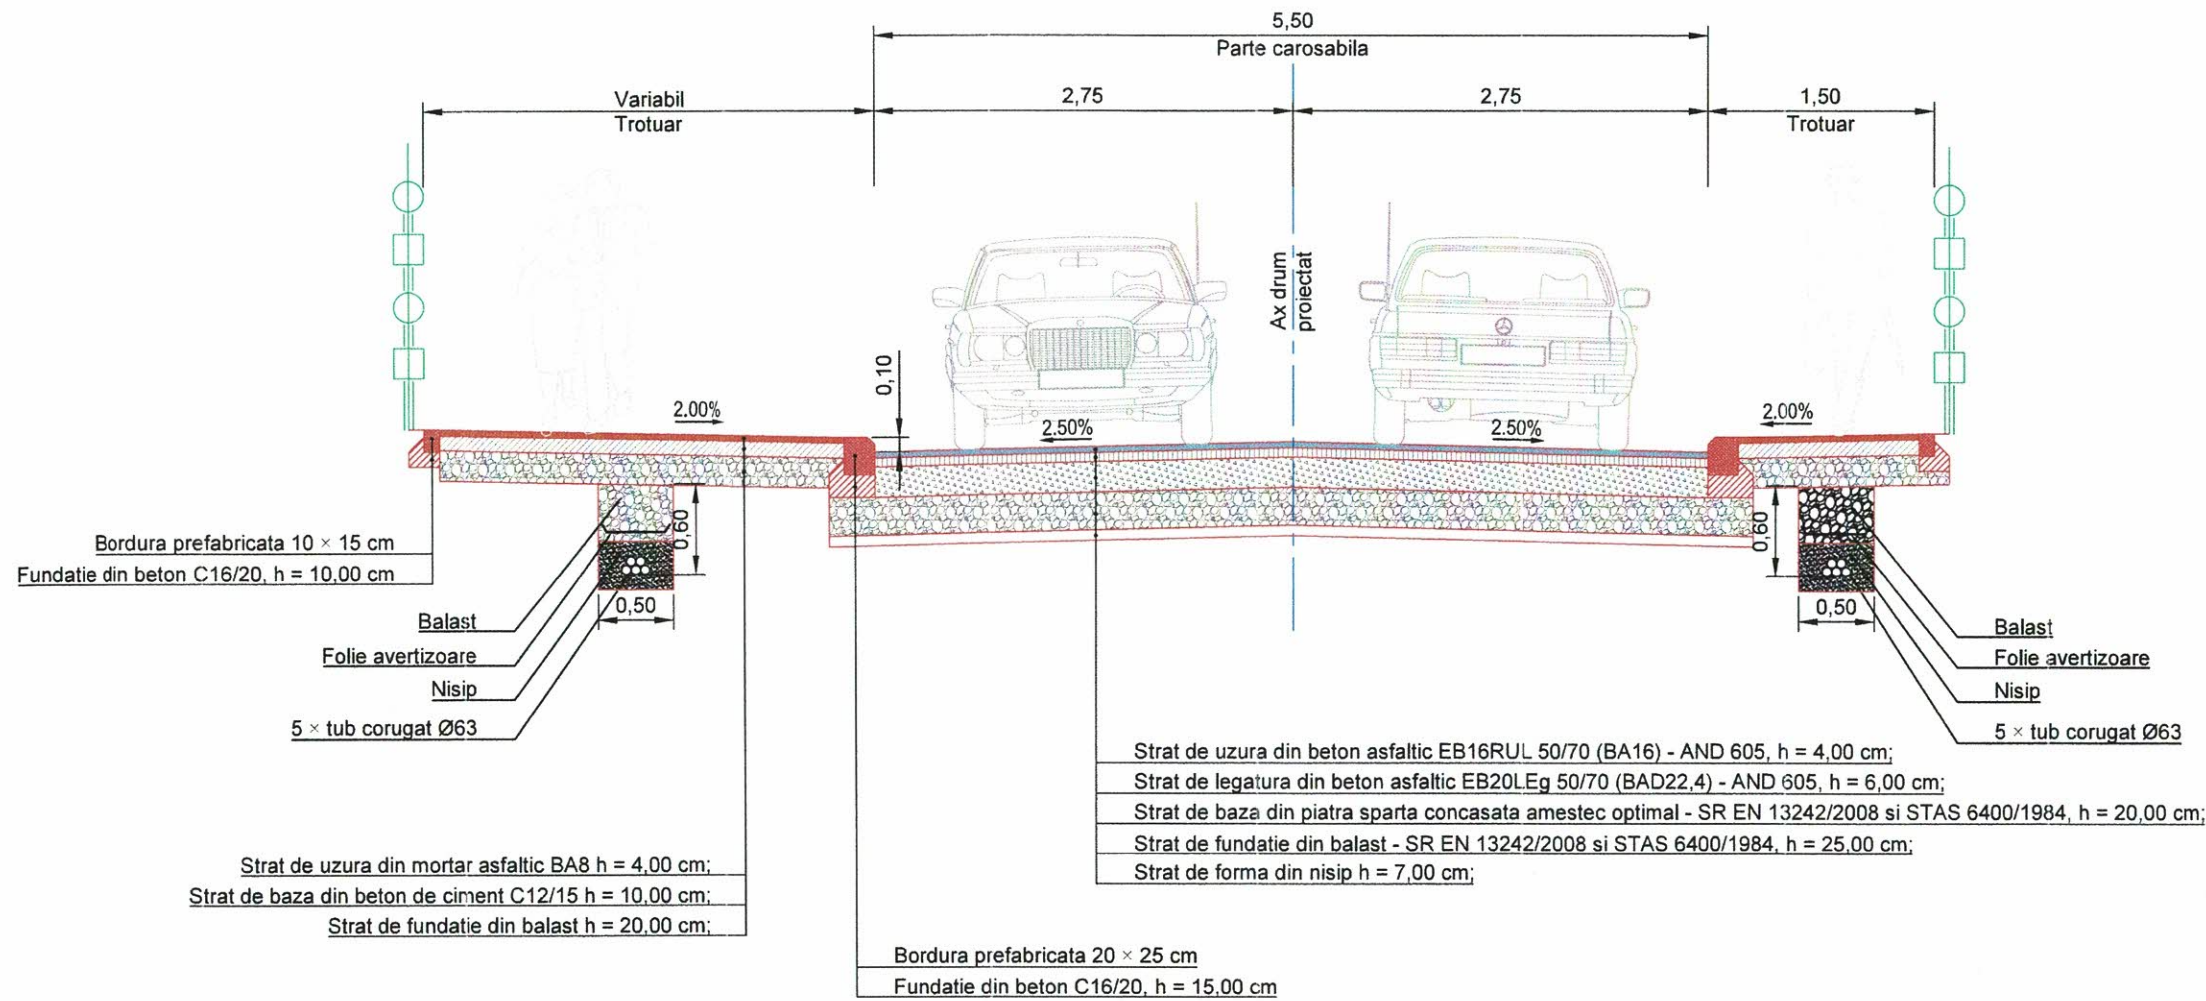 5,50
Parte carosabila
Variabil
Trotuar
2,75
2,75
1,50
Trotuar
Ax drum
proiectat
0,10
2.00%
2.50%
2.50%
2.00%
0,60
0,60
0,50
0,50
Bordura prefabricata 10 × 15 cm
Fundatie din beton C16/20, h = 10,00 cm
Balast
Folie avertizoare
Nisip
5 × tub corugat Ø63
Balast
Folie avertizoare
Nisip
5 × tub corugat Ø63
Strat de uzura din beton asfaltic EB16RUL 50/70 (BA16) - AND 605, h = 4,00 cm;
Strat de legatura din beton asfaltic EB20LEg 50/70 (BAD22,4) - AND 605, h = 6,00 cm;
Strat de baza din piatra sparta concasata amestec optimal - SR EN 13242/2008 si STAS 6400/1984, h = 20,00 cm;
Strat de fundatie din balast - SR EN 13242/2008 si STAS 6400/1984, h = 25,00 cm;
Strat de forma din nisip h = 7,00 cm;
Strat de uzura din mortar asfaltic BA8 h = 4,00 cm;
Strat de baza din beton de ciment C12/15 h = 10,00 cm;
Strat de fundatie din balast h = 20,00 cm;
Bordura prefabricata 20 × 25 cm
Fundatie din beton C16/20, h = 15,00 cm